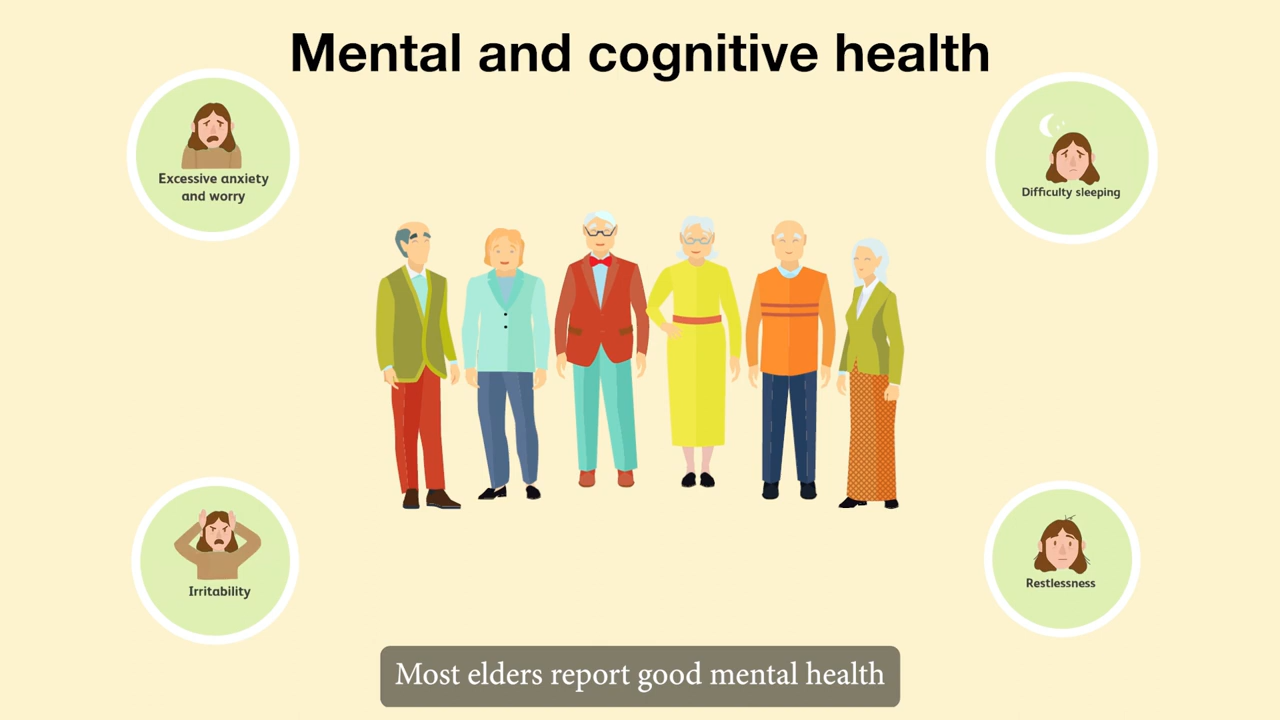 Mental and cognitive health
Excessive anxiety
and worry
Difficulty sleeping
Irritability
Restlessness
Most elders report good mental health